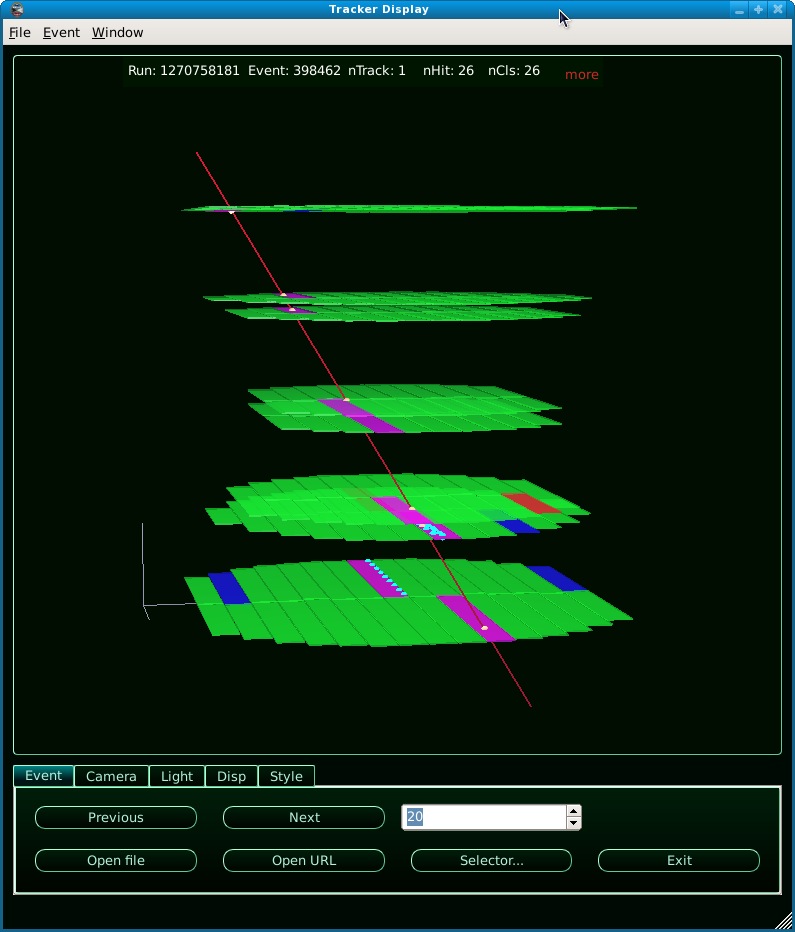 Tracker Display
File Event Window
Run: 1270758181 Event: 398462 nTrack: 1 nHit: 26 nCls: 26 more
Event Camera Light Disp Style
Previous Next 20
Open file Open URL Selector... Exit